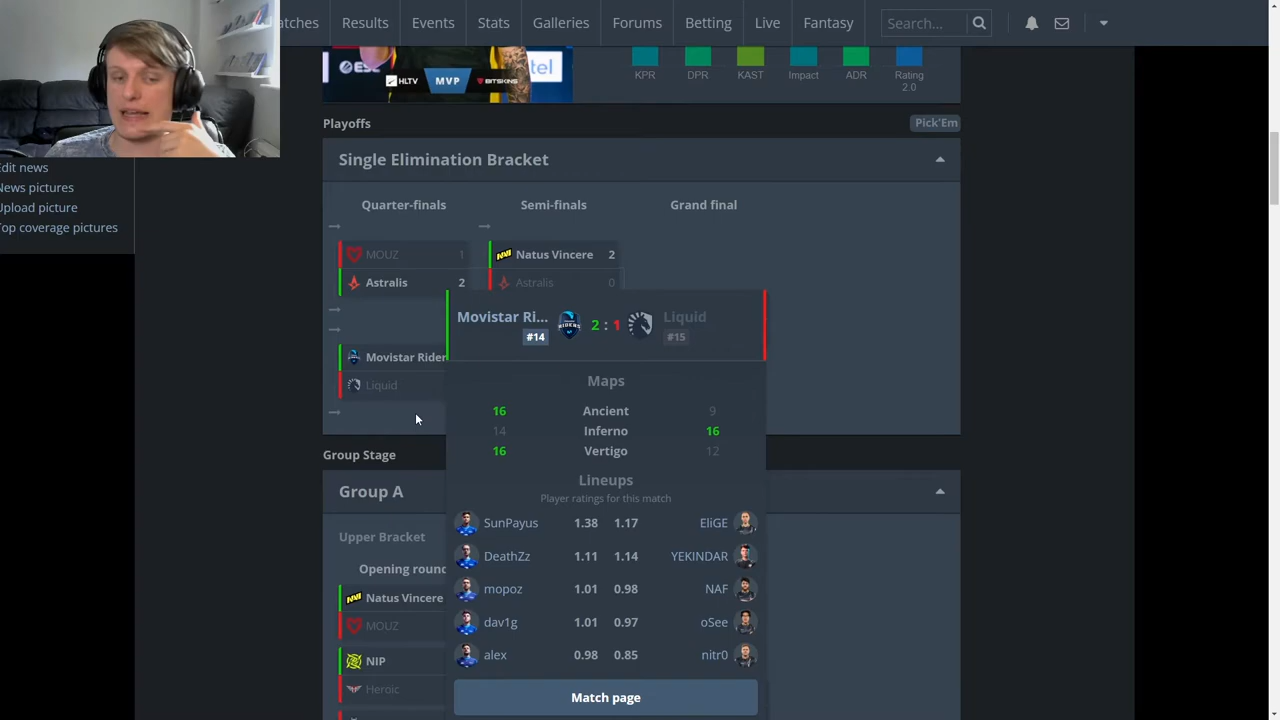 atches
Results
Events
Stats
Galleries
Forums
Betting
Live
Fantasy
Search...
Edit news
News pictures
Upload picture
Top coverage pictures
ESL
HLTV
MVP
BITSKINS
intel
KPR
DPR
KAST
Impact
ADR
Rating
2.0
Playoffs
Pick'Em
Single Elimination Bracket
Quarter-finals
Semi-finals
Grand final
MOUZ 1
Astralis 2
Natus Vincere 2
Astralis 0
Movistar Rider
Liquid
Movistar Ri... 2 : 1 Liquid
#14 #15
Maps
16 Ancient 9
14 Inferno 16
16 Vertigo 12
Lineups
Player ratings for this match
SunPayus 1.38 1.17 EliGE
DeathZz 1.11 1.14 YEKINDAR
mopoz 1.01 0.98 NAF
dav1g 1.01 0.97 oSee
alex 0.98 0.85 nitr0
Match page
Group Stage
Group A
Upper Bracket
Opening round
Natus Vincere
MOUZ
NIP
Heroic